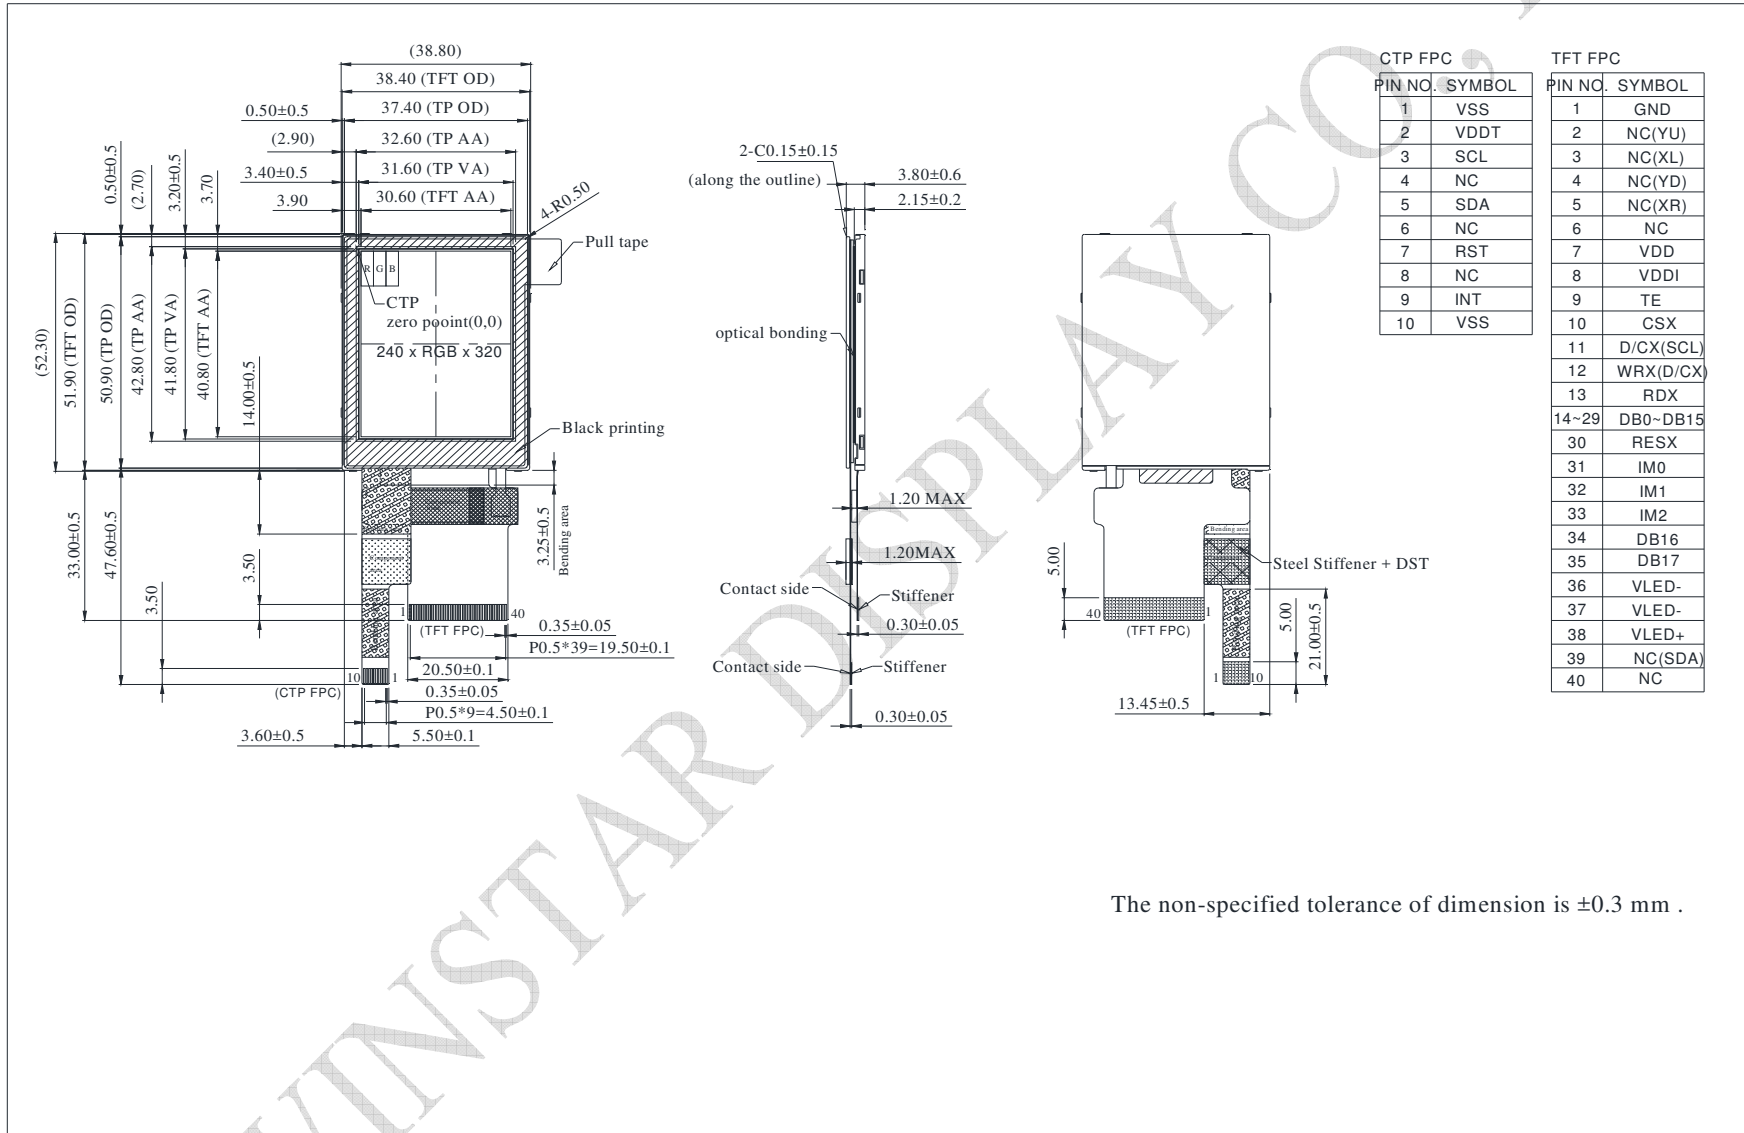 (38.80)
38.40 (TFT OD)
0.50±0.5
37.40 (TP OD)
(2.90)
32.60 (TP AA)
3.40±0.5
31.60 (TP VA)
3.90
30.60 (TFT AA)
0.50±0.5
(2.70)
3.20±0.5
3.70
4-R0.50
Pull tape
R G B
CTP
zero pooint(0,0)
240 x RGB x 320
Black printing
(52.30)
51.90 (TFT OD)
50.90 (TP OD)
42.80 (TP AA)
41.80 (TP VA)
40.80 (TFT AA)
14.00±0.5
33.00±0.5
47.60±0.5
3.50
3.50
3.25±0.5
Bending area
1
40
(TFT FPC)
0.35±0.05
P0.5*39=19.50±0.1
20.50±0.1
10
1
(CTP FPC)
0.35±0.05
P0.5*9=4.50±0.1
3.60±0.5
5.50±0.1
2-C0.15±0.15
(along the outline)
3.80±0.6
2.15±0.2
optical bonding
1.20 MAX
1.20MAX
Contact side
Stiffener
0.30±0.05
Contact side
Stiffener
0.30±0.05
5.00
Bending area
Steel Stiffener + DST
40
1
(TFT FPC)
5.00
21.00±0.5
1
10
13.45±0.5
CTP FPC
PIN NO. SYMBOL
1 VSS
2 VDDT
3 SCL
4 NC
5 SDA
6 NC
7 RST
8 NC
9 INT
10 VSS
TFT FPC
PIN NO. SYMBOL
1 GND
2 NC(YU)
3 NC(XL)
4 NC(YD)
5 NC(XR)
6 NC
7 VDD
8 VDDI
9 TE
10 CSX
11 D/CX(SCL)
12 WRX(D/CX)
13 RDX
14~29 DB0~DB15
30 RESX
31 IM0
32 IM1
33 IM2
34 DB16
35 DB17
36 VLED-
37 VLED-
38 VLED+
39 NC(SDA)
40 NC
The non-specified tolerance of dimension is ±0.3 mm .
WINSTAR DISPLAY CO.,